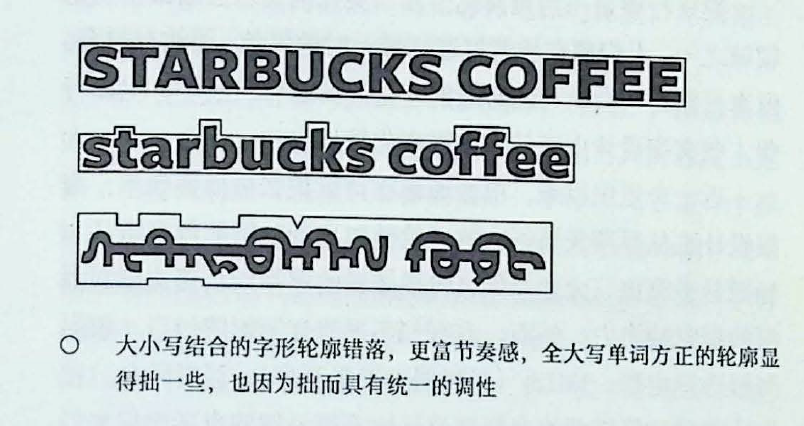 STARBUCKS COFFEE
starbucks coffee
大小写结合的字形轮廓错落，更富节奏感，全大写单词方正的轮廓显
得拙一些，也因为拙而具有统一的调性